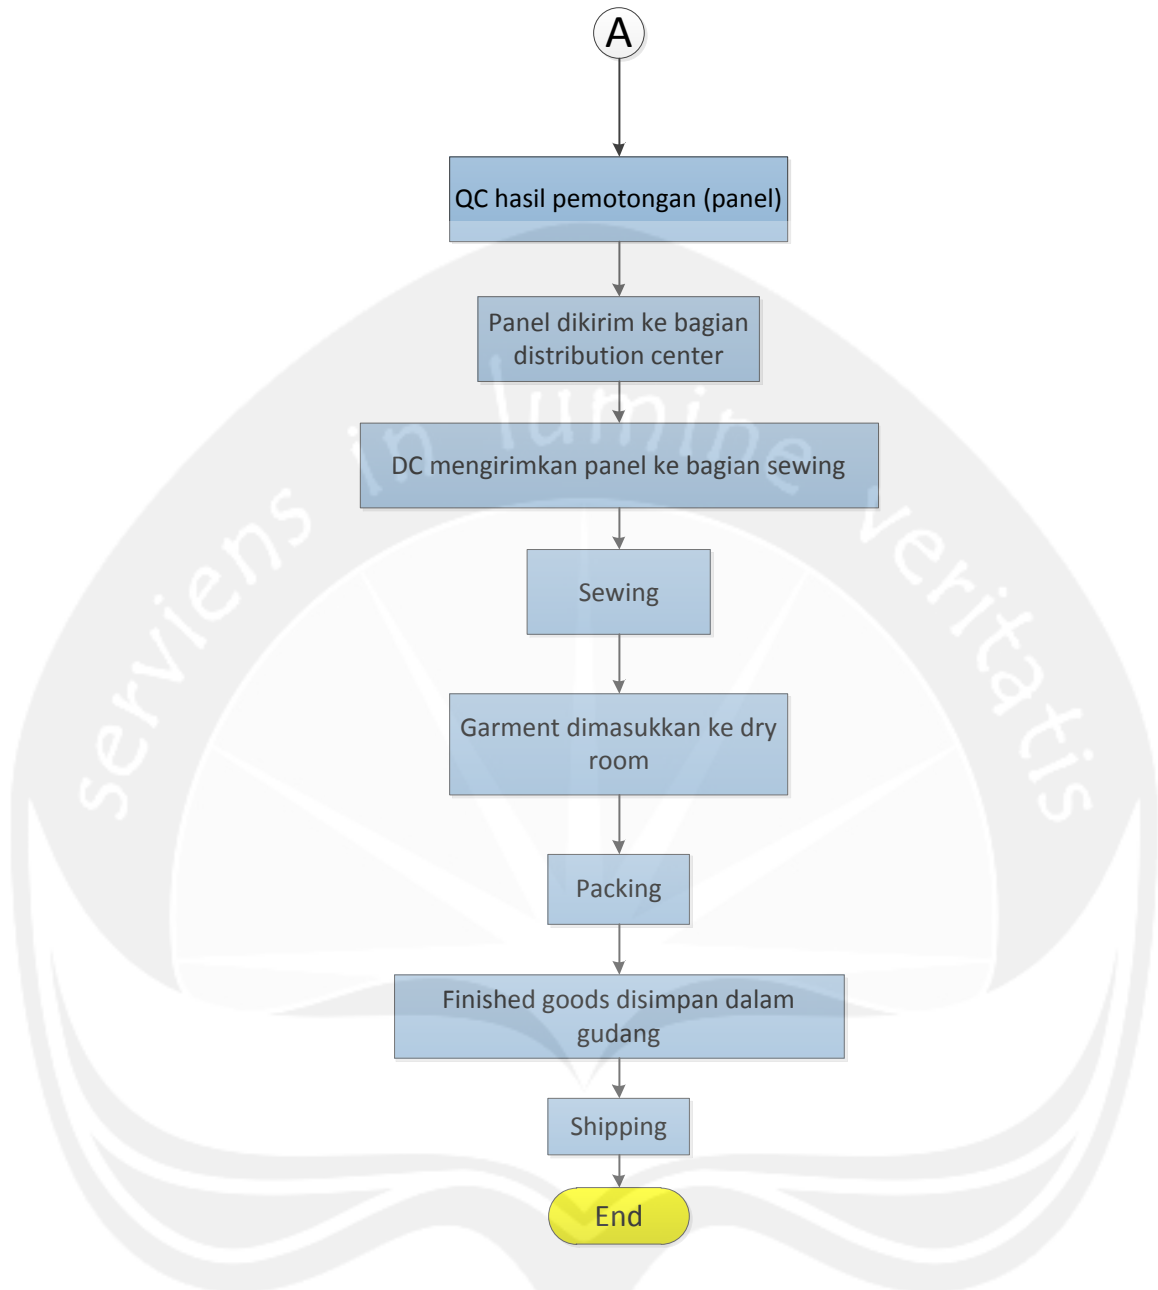 A
QC hasil pemotongan (panel)
Panel dikirim ke bagian
distribution center
DC mengirimkan panel ke bagian sewing
Sewing
Garment dimasukkan ke dry
room
Packing
Finished goods disimpan dalam
gudang
Shipping
End
serviens in lumine veritatis